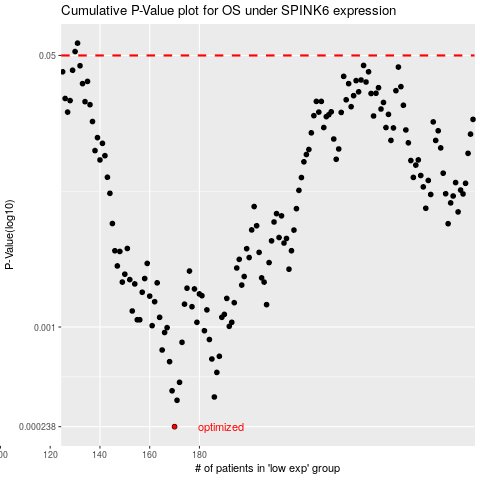 Cumulative P-Value plot for OS under SPINK6 expression
0.05
P-Value(log10)
0.001
0.000238
optimized
00 120 140 160 180
# of patients in 'low exp' group